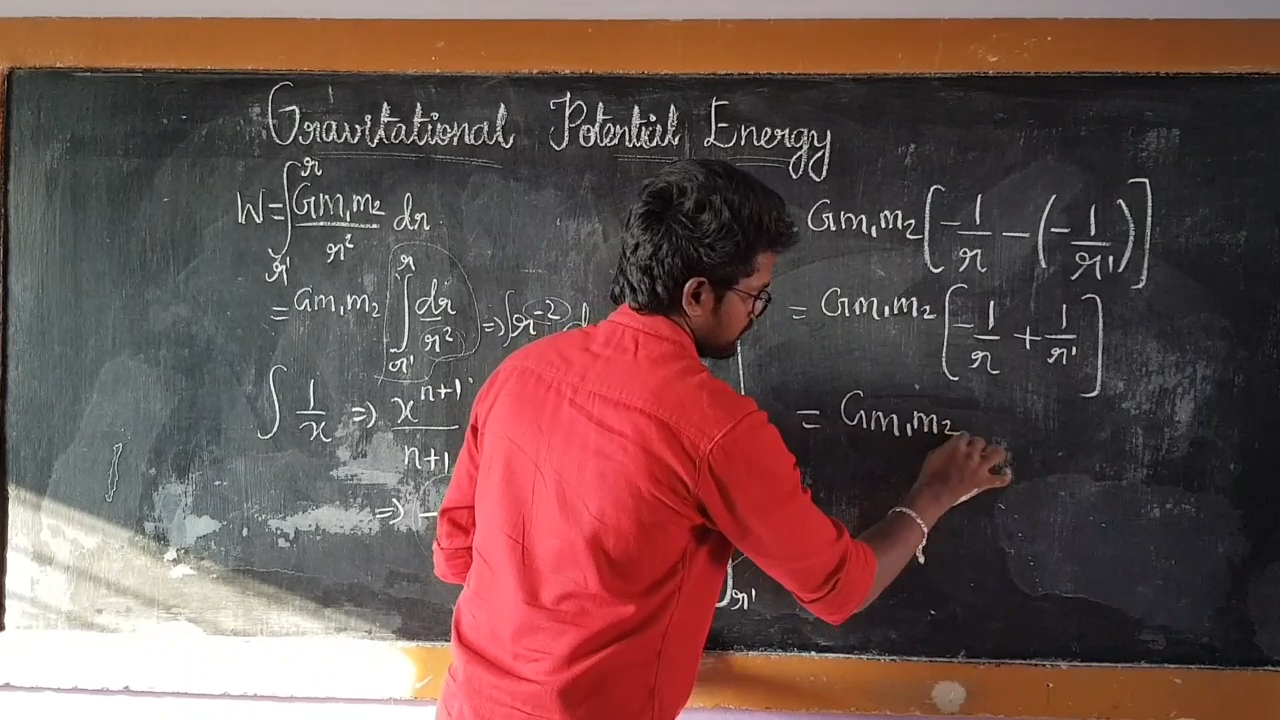 Gravitational Potential Energy
W = ∫_{r'}^{r} Gm₁m₂/r² dr
= Gm₁m₂ ∫_{r'}^{r} dr/r² ⇒ ∫ r⁻² d
∫ 1/x ⇒ x^{n+1}/n+1
⇒ -
r'
Gm₁m₂ [-1/r - (-1/r')]
= Gm₁m₂ [-1/r + 1/r']
= Gm₁m₂